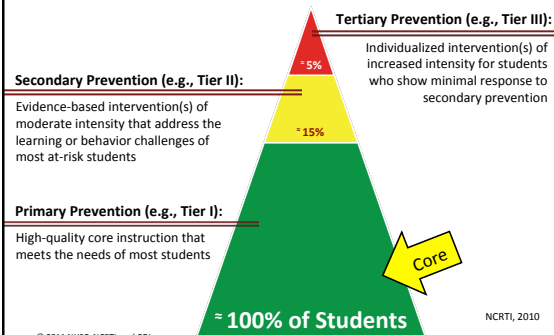 Tertiary Prevention (e.g., Tier III):
Individualized intervention(s) of
increased intensity for students
who show minimal response to
secondary prevention
≈ 5%
Secondary Prevention (e.g., Tier II):
Evidence-based intervention(s) of
moderate intensity that address the
learning or behavior challenges of
most at-risk students
≈ 15%
Primary Prevention (e.g., Tier I):
High-quality core instruction that
meets the needs of most students
Core
≈ 100% of Students
NCRTI, 2010